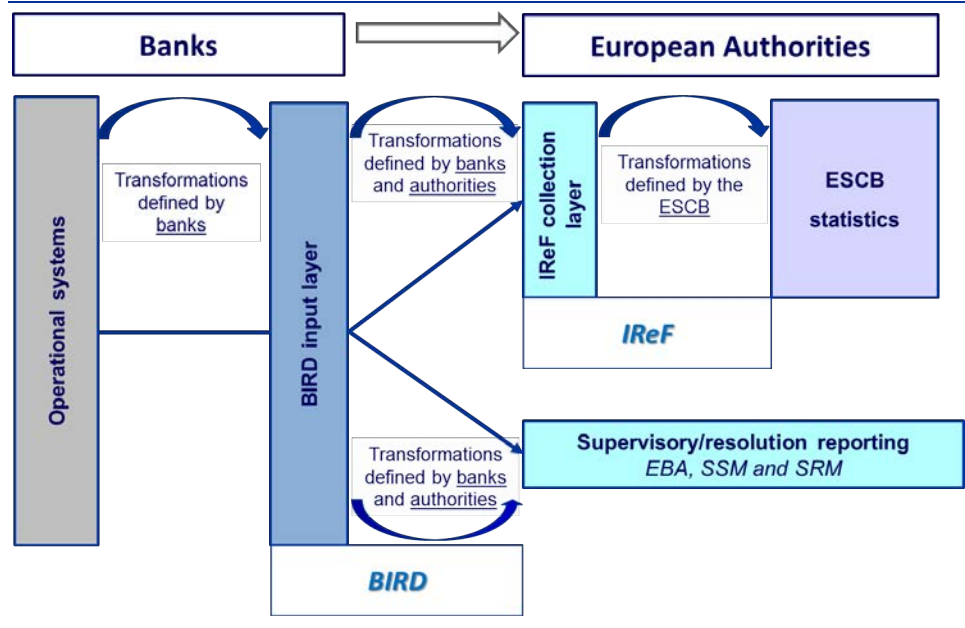 Banks
European Authorities
Operational systems
Transformations
defined by
banks
BIRD input layer
Transformations
defined by banks
and authorities
IReF collection
layer
Transformations
defined by the
ESCB
ESCB
statistics
IReF
Transformations
defined by banks
and authorities
Supervisory/resolution reporting
EBA, SSM and SRM
BIRD